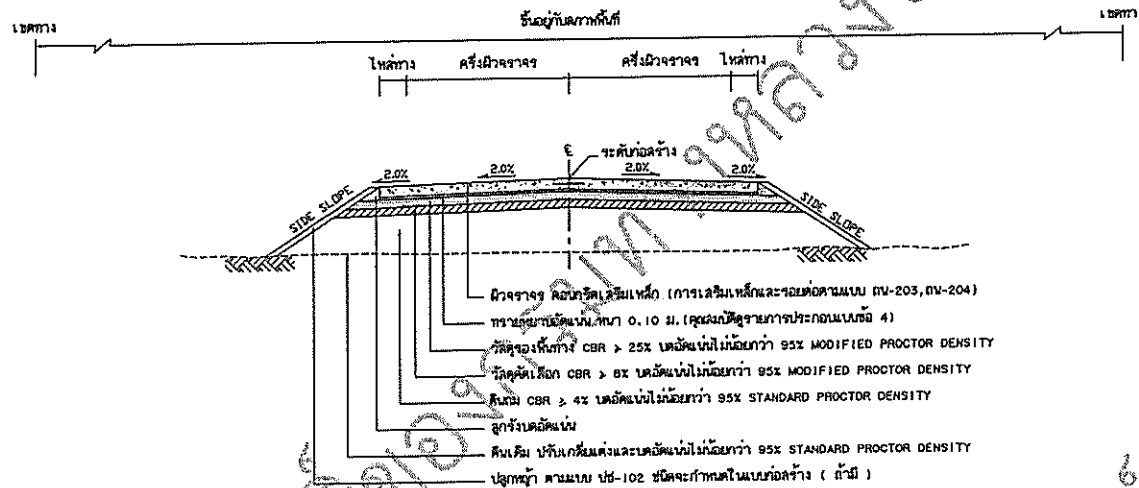 เขตทาง ขึ้นอยู่กับสภาพพื้นที่ เขตทาง
ไหล่ทาง ครึ่งผิวจราจร ครึ่งผิวจราจร ไหล่ทาง
℄ ระดับก่อสร้าง
2.0% 2.0% 2.0% 2.0%
SIDE SLOPE SIDE SLOPE
ผิวจราจร คอนกรีตเสริมเหล็ก (การเสริมเหล็กและรอยต่อตามแบบ ถน-203,ถน-204)
ทรายหยาบอัดแน่น หนา 0.10 ม. (คุณสมบัติดูรายการประกอบแบบข้อ 4)
วัสดุรองพื้นทาง CBR ⩾ 25% บดอัดแน่นไม่น้อยกว่า 95% MODIFIED PROCTOR DENSITY
วัสดุคัดเลือก CBR ⩾ 8% บดอัดแน่นไม่น้อยกว่า 95% MODIFIED PROCTOR DENSITY
ดินถม CBR ⩾ 4% บดอัดแน่นไม่น้อยกว่า 95% STANDARD PROCTOR DENSITY
ลูกรังบดอัดแน่น
ดินเดิม ปรับเกลี่ยแต่งและบดอัดแน่นไม่น้อยกว่า 95% STANDARD PROCTOR DENSITY
ปลูกหญ้า ตามแบบ ปช-102 ชนิดจะกำหนดในแบบก่อสร้าง ( ถ้ามี )